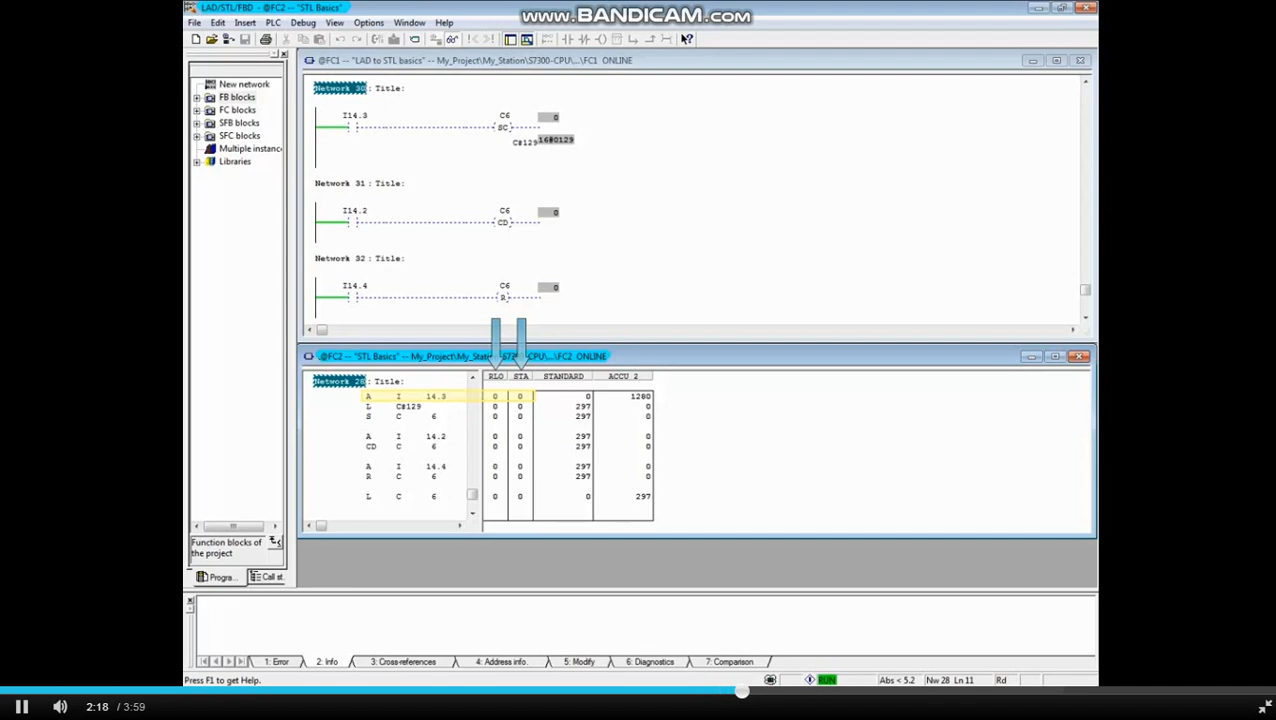 LAD/STL/FBD - @FC2 -- "STL Basics"
www.BANDICAM.com
File Edit Insert PLC Debug View Options Window Help
New network
FB blocks
FC blocks
SFB blocks
SFC blocks
Multiple instanc
Libraries
Function blocks of
the project
Progra...
Call st.
@FC1 -- "LAD to STL basics" -- My_Project\My_Station\S7300-CPU\...\FC1 ONLINE
Network 30 : Title:
I14.3 C6 0
SC
C#129 16#0129
Network 31 : Title:
I14.2 C6 0
CD
Network 32 : Title:
I14.4 C6 0
R
@FC2 -- "STL Basics" -- My_Project\My_Station\S7300-CPU\...\FC2 ONLINE
Network 28 : Title:
RLO STA STANDARD ACCU 2
A I 14.3 0 0 0 1280
L C#129 0 0 297 0
S C 6 0 0 297 0
A I 14.2 0 0 297 0
CD C 6 0 0 297 0
A I 14.4 0 0 297 0
R C 6 0 0 297 0
L C 6 0 0 0 297
1: Error 2: Info 3: Cross-references 4: Address info. 5: Modify 6: Diagnostics 7: Comparison
Press F1 to get Help.
RUN Abs < 5.2 Nw 28 Ln 11 Rd
2:18 / 3:59